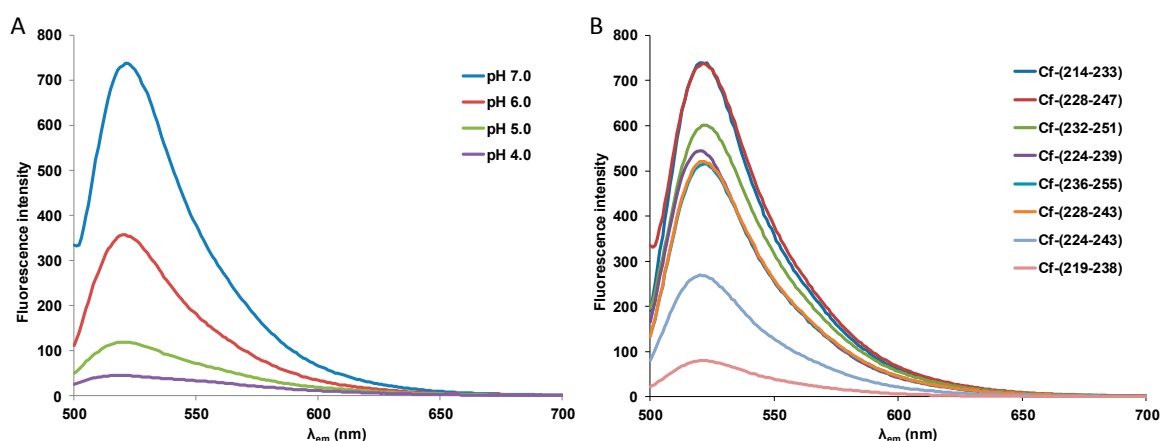 A
800
700
600
500
400
300
200
100
0
Fluorescence intensity
500
550
600
650
700
λem (nm)
pH 7.0
pH 6.0
pH 5.0
pH 4.0
B
800
700
600
500
400
300
200
100
0
Fluorescence intensity
500
550
600
650
700
λem (nm)
Cf-(214-233)
Cf-(228-247)
Cf-(232-251)
Cf-(224-239)
Cf-(236-255)
Cf-(228-243)
Cf-(224-243)
Cf-(219-238)